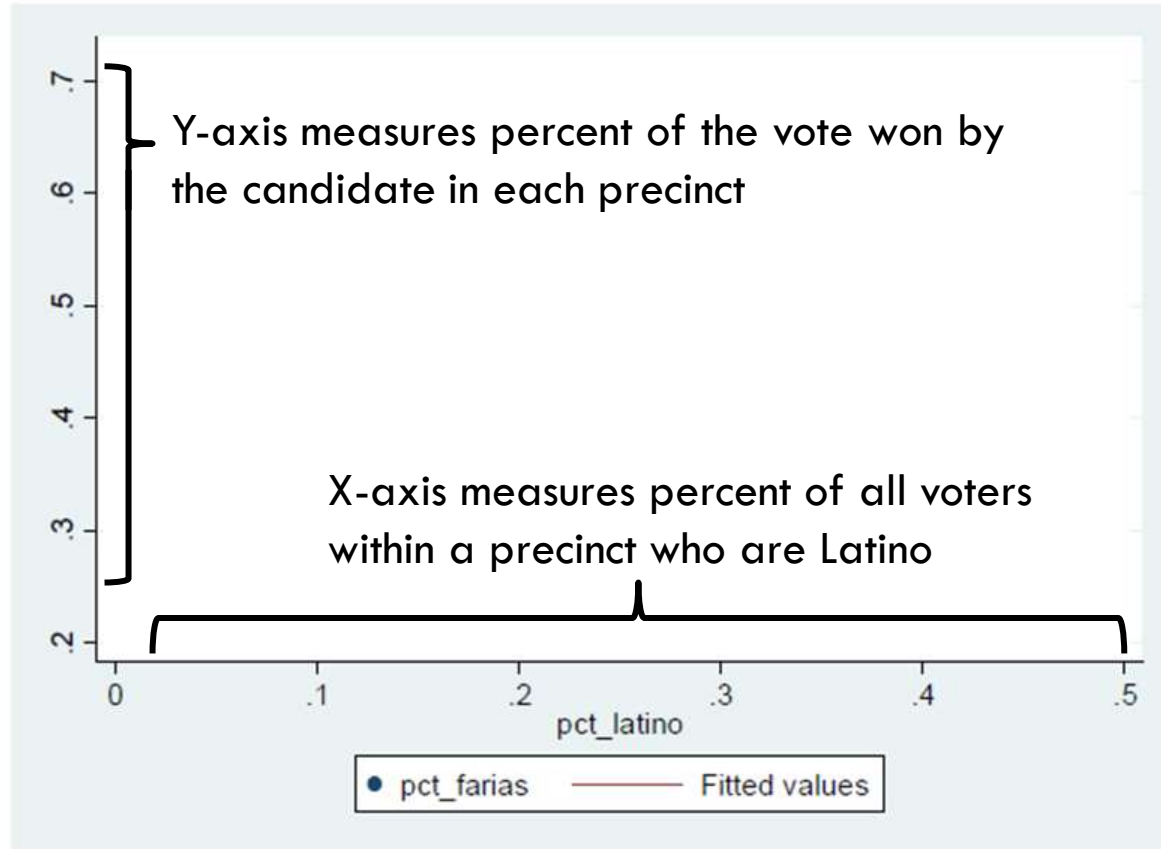 .7
Y-axis measures percent of the vote won by
the candidate in each precinct
.6
.5
.4
X-axis measures percent of all voters
within a precinct who are Latino
.3
.2
0 .1 .2 .3 .4 .5
pct_latino
pct_farias Fitted values